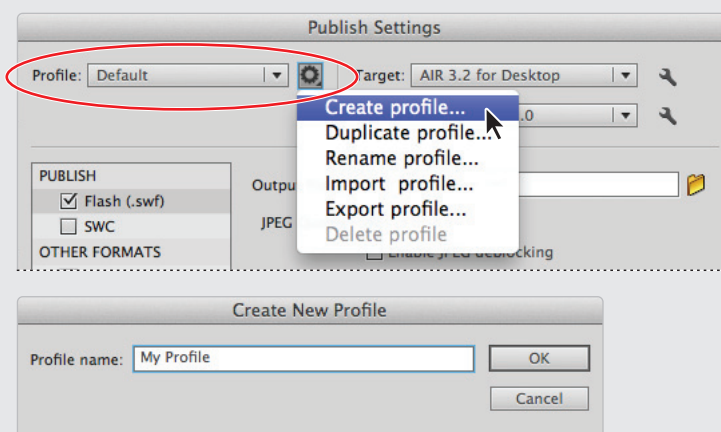 Publish Settings
Profile: Default Target: AIR 3.2 for Desktop
Create profile...
.0
Duplicate profile...
Rename profile...
PUBLISH
Flash (.swf)
Import profile...
Outpu
Export profile...
SWC
JPEG
Delete profile
OTHER FORMATS
Enable JPEG deblocking
Create New Profile
Profile name: My Profile OK
Cancel